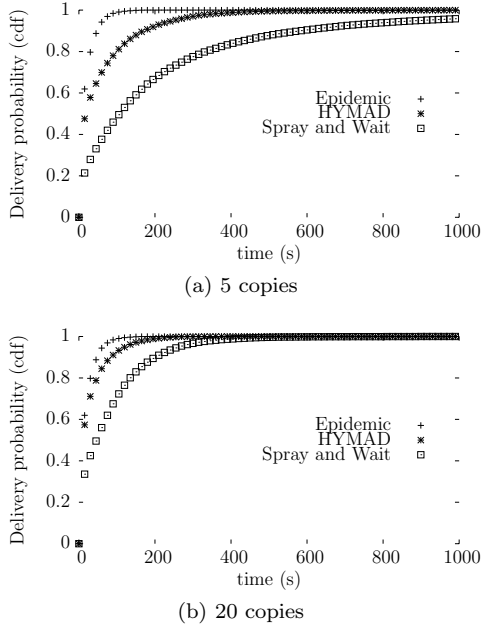 Delivery probability (cdf)
1
0.8
0.6
0.4
0.2
0
Epidemic
HYMAD
Spray and Wait
0 200 400 600 800 1000
time (s)
(a) 5 copies
Delivery probability (cdf)
1
0.8
0.6
0.4
0.2
0
Epidemic
HYMAD
Spray and Wait
0 200 400 600 800 1000
time (s)
(b) 20 copies